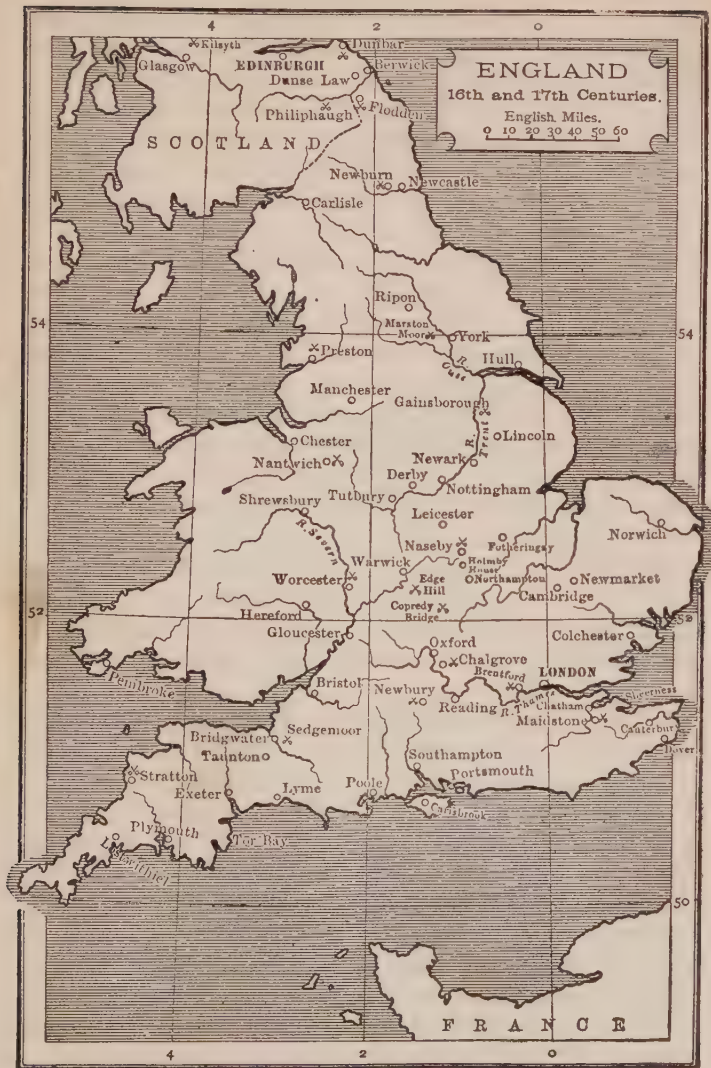 4 2 0
ENGLAND
16th and 17th Centuries.
English Miles.
0 10 20 30 40 50 60
Kilsyth
Dunbar
Glasgow
EDINBURGH
Berwick
Dunse Law
Philiphaugh
Flodden
SCOTLAND
Newburn
Newcastle
Carlisle
Ripon
54
54
Marston
Moor
York
Preston
R.
Ouse
Hull
Manchester
Gainsborough
R.
Trent
Lincoln
Chester
Nantwich
Newark
Derby
Nottingham
Shrewsbury
Tutbury
Leicester
R. Severn
Naseby
Fotheringay
Norwich
Warwick
Holmby
House
Worcester
Edge
Hill
Northampton
Newmarket
Cambridge
Hereford
Copredy
Bridge
52
52
Gloucester
Colchester
Oxford
Chalgrove
Pembroke
Brentford
LONDON
Bristol
Newbury
Reading
R. Thames
Sheerness
Chatham
Maidstone
Canterbury
Dover
Bridgwater
Sedgemoor
Taunton
Southampton
Portsmouth
Stratton
Exeter
Lyme
Poole
Carisbrook
Plymouth
Tor Bay
Lostwithiel
50
50
FRANCE
4 2 0